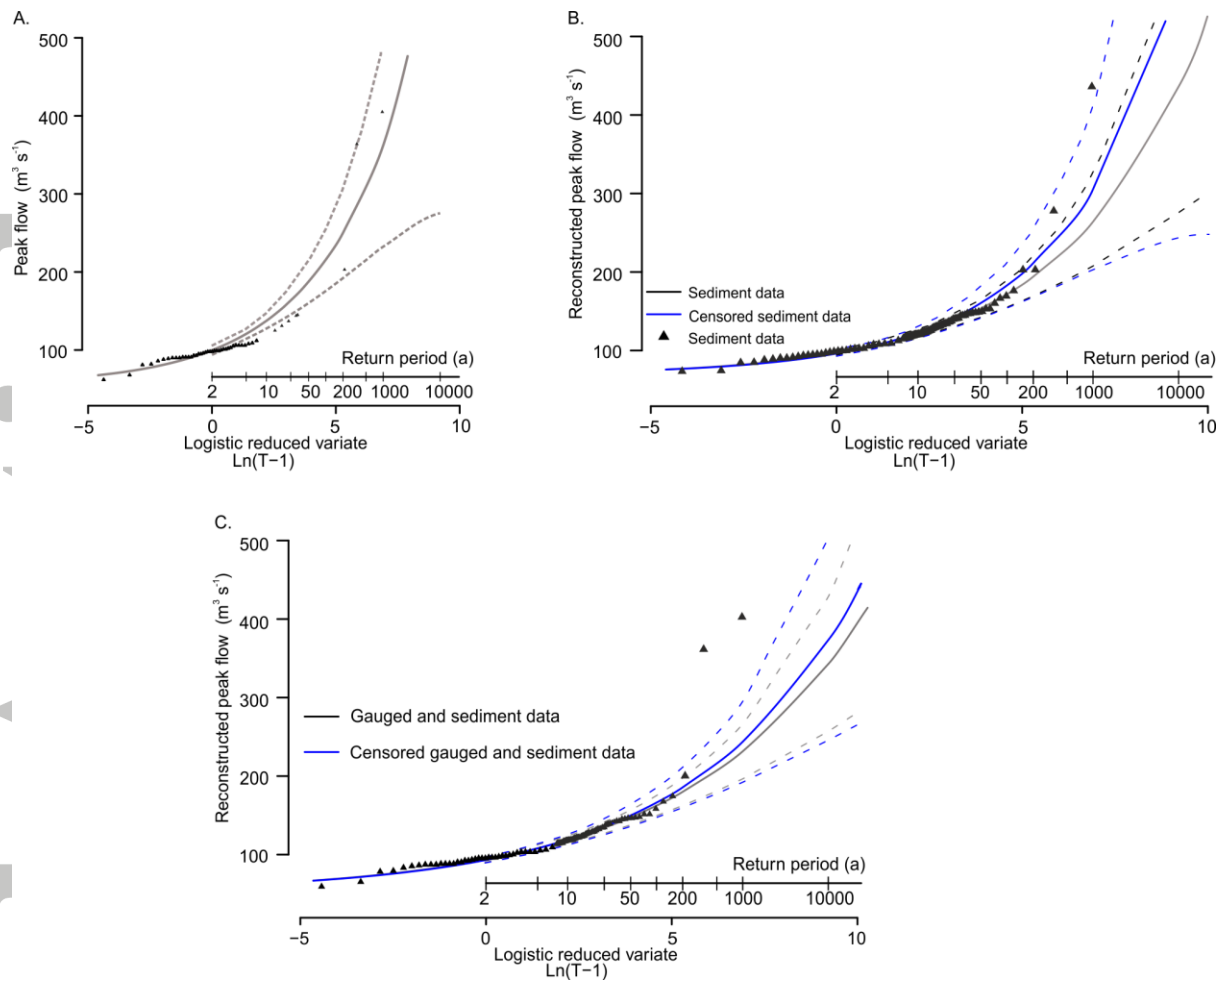 A.
500
400
300
200
100
Peak flow (m³ s⁻¹)
Return period (a)
2 10 50 200 1000 10000
−5 0 5 10
Logistic reduced variate
Ln(T−1)
B.
500
400
300
200
100
Reconstructed peak flow (m³ s⁻¹)
Sediment data
Censored sediment data
Sediment data
Return period (a)
2 10 50 200 1000 10000
−5 0 5 10
Logistic reduced variate
Ln(T−1)
C.
500
400
300
200
100
Reconstructed peak flow (m³ s⁻¹)
Gauged and sediment data
Censored gauged and sediment data
Return period (a)
2 10 50 200 1000 10000
−5 0 5 10
Logistic reduced variate
Ln(T−1)